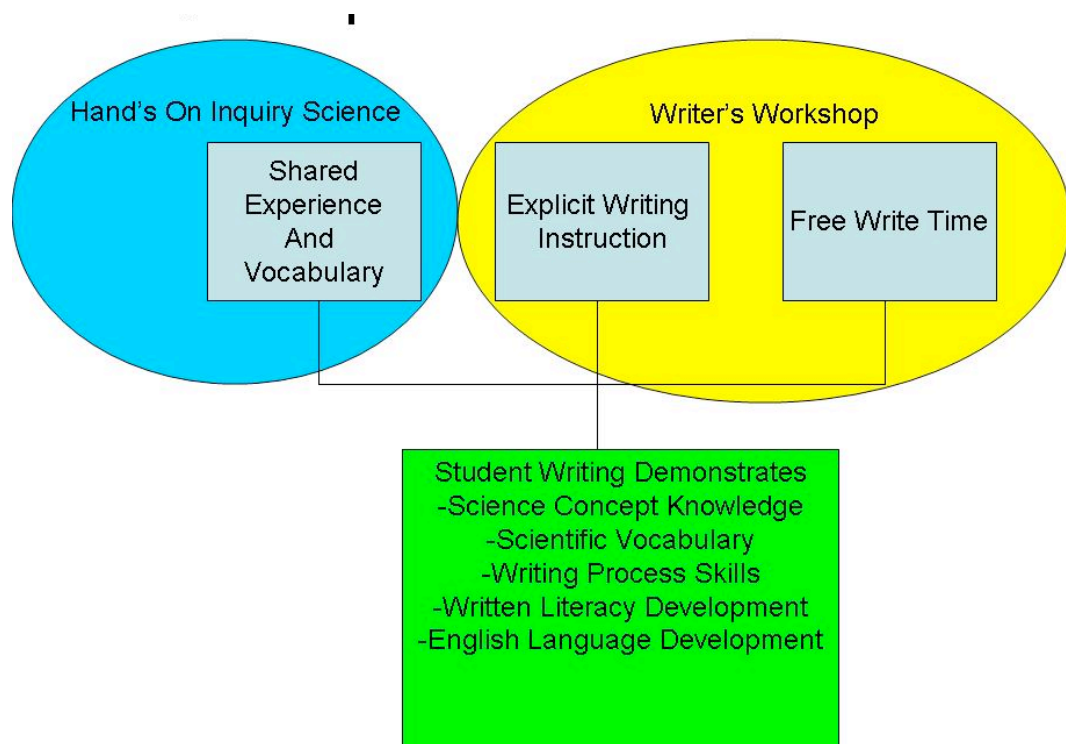 Hand's On Inquiry Science
Writer's Workshop
Shared
Experience
And
Vocabulary
Explicit Writing
Instruction
Free Write Time
Student Writing Demonstrates
-Science Concept Knowledge
-Scientific Vocabulary
-Writing Process Skills
-Written Literacy Development
-English Language Development